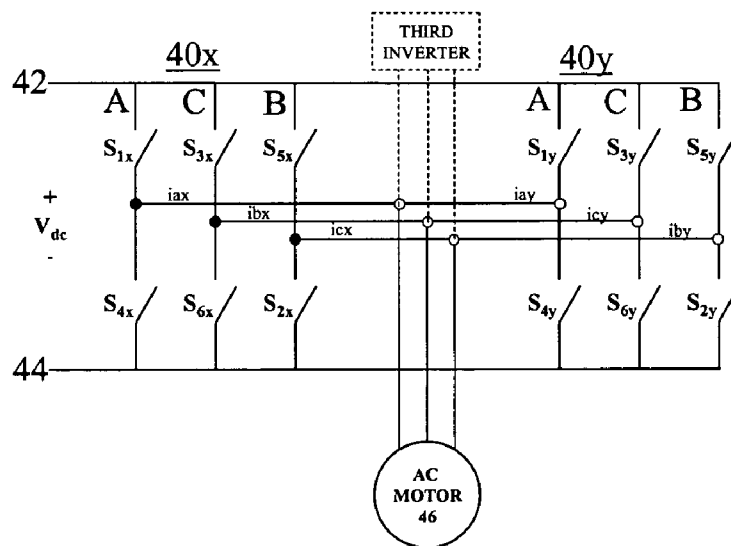 THIRD
INVERTER
40x
40y
42
A C B
A C B
S1x S3x S5x
S1y S3y S5y
iax
iay
+
Vdc
-
ibx
icy
icx
iby
S4x S6x S2x
S4y S6y S2y
44
AC
MOTOR
46